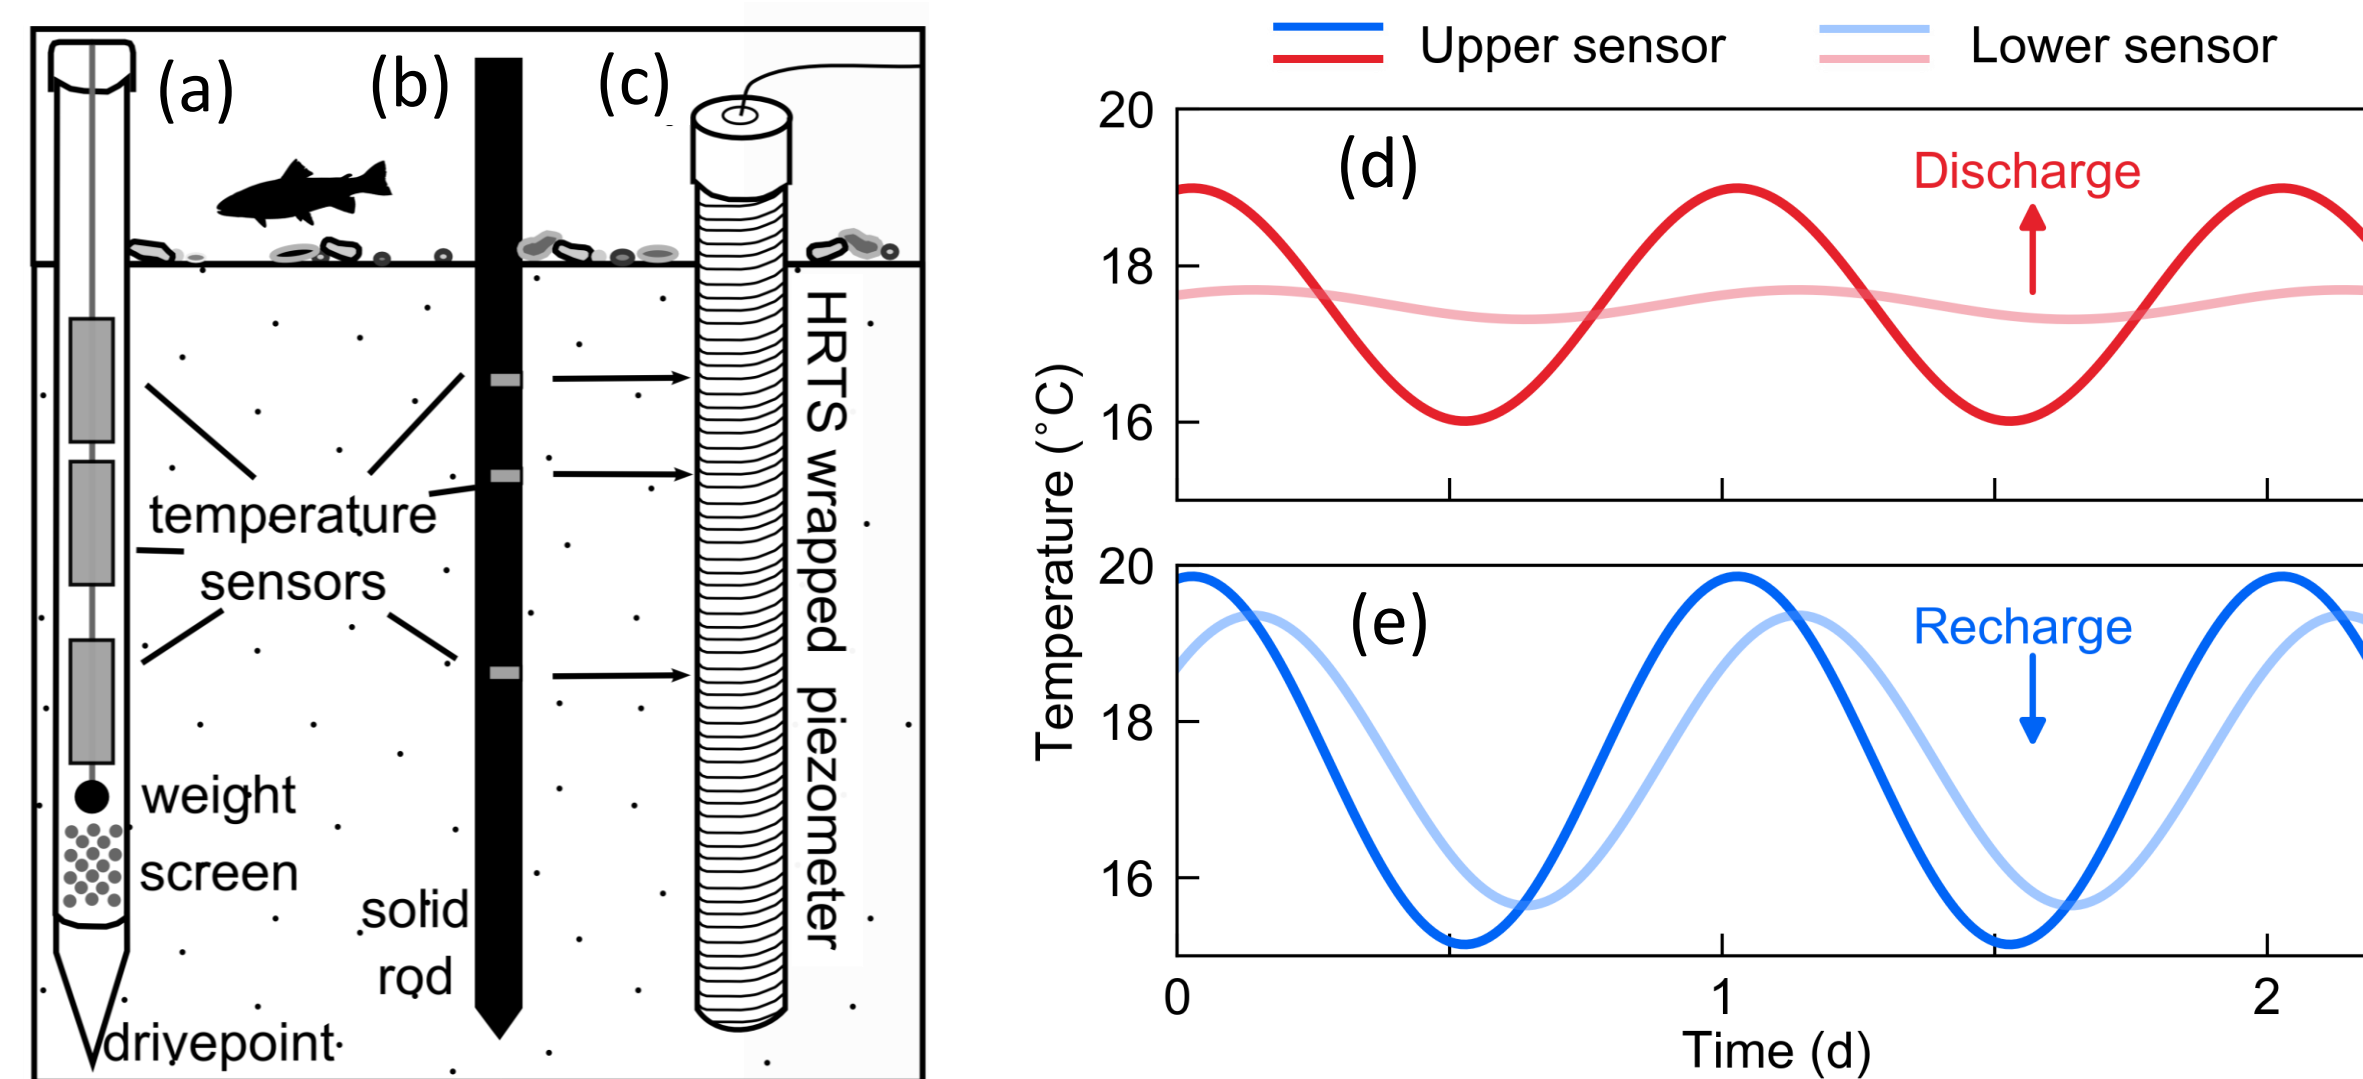 (a)
(b)
(c)
temperature
sensors
weight
screen
solid
rod
drivepoint
HRTS wrapped piezometer
Upper sensor
Lower sensor
Temperature (°C)
20
18
16
(d)
Discharge
20
18
16
(e)
Recharge
0
1
2
Time (d)